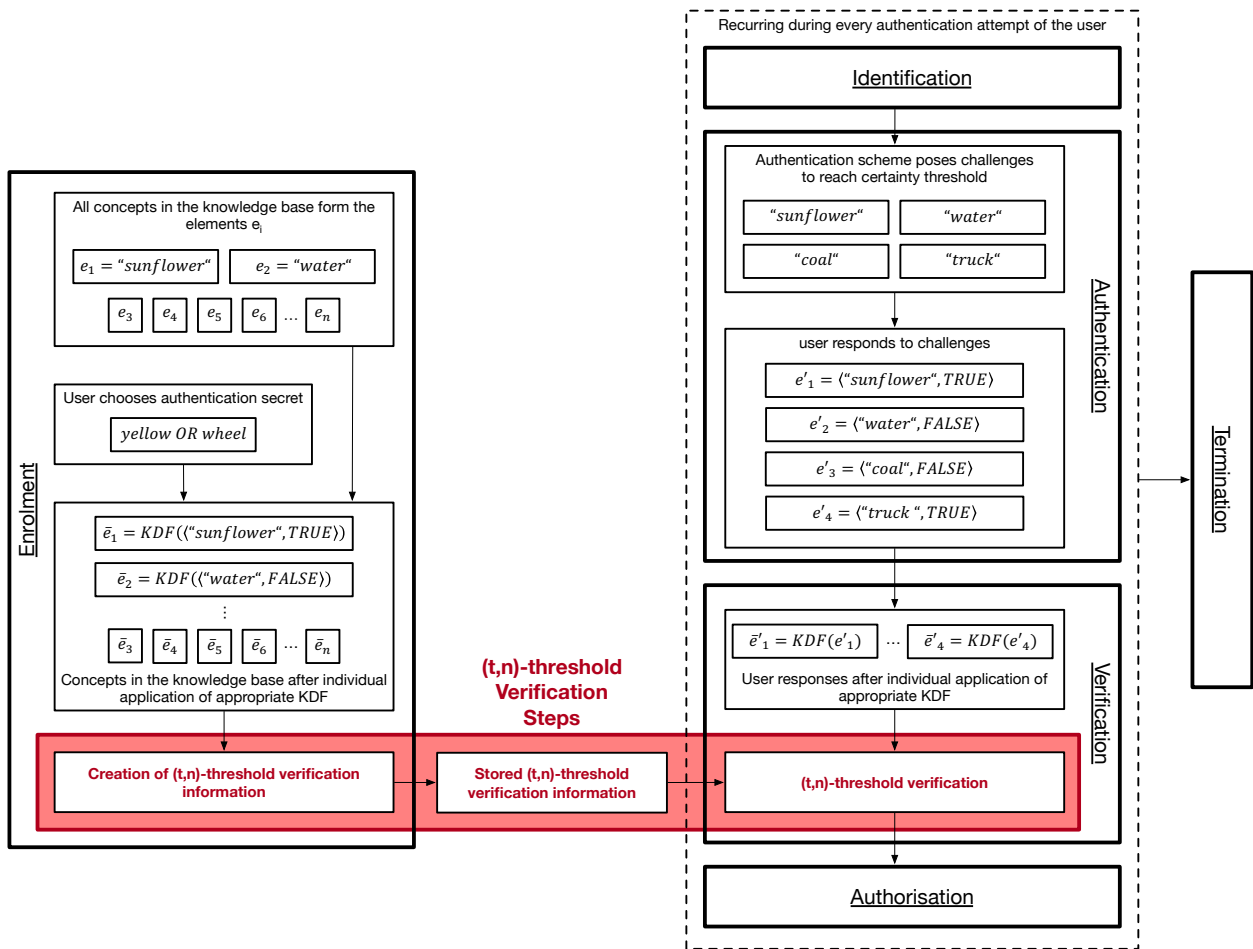 Recurring during every authentication attempt of the user
Identification
Authentication scheme poses challenges
to reach certainty threshold
“sunflower“
“water“
“coal“
“truck“
user responds to challenges
e′₁ = ⟨“sunflower“, TRUE⟩
e′₂ = ⟨“water“, FALSE⟩
e′₃ = ⟨“coal“, FALSE⟩
e′₄ = ⟨“truck “, TRUE⟩
Authentication
All concepts in the knowledge base form the
elements eᵢ
e₁ = “sunflower“
e₂ = “water“
e₃ e₄ e₅ e₆ … eₙ
User chooses authentication secret
yellow OR wheel
ē₁ = KDF(⟨“sunflower“, TRUE⟩)
ē₂ = KDF(⟨“water“, FALSE⟩)
⋮
ē₃ ē₄ ē₅ ē₆ … ēₙ
Concepts in the knowledge base after individual
application of appropriate KDF
Enrolment
ē′₁ = KDF(e′₁) … ē′₄ = KDF(e′₄)
User responses after individual application of
appropriate KDF
Verification
(t,n)-threshold
Verification
Steps
Creation of (t,n)-threshold verification
information
Stored (t,n)-threshold
verification information
(t,n)-threshold verification
Authorisation
Termination